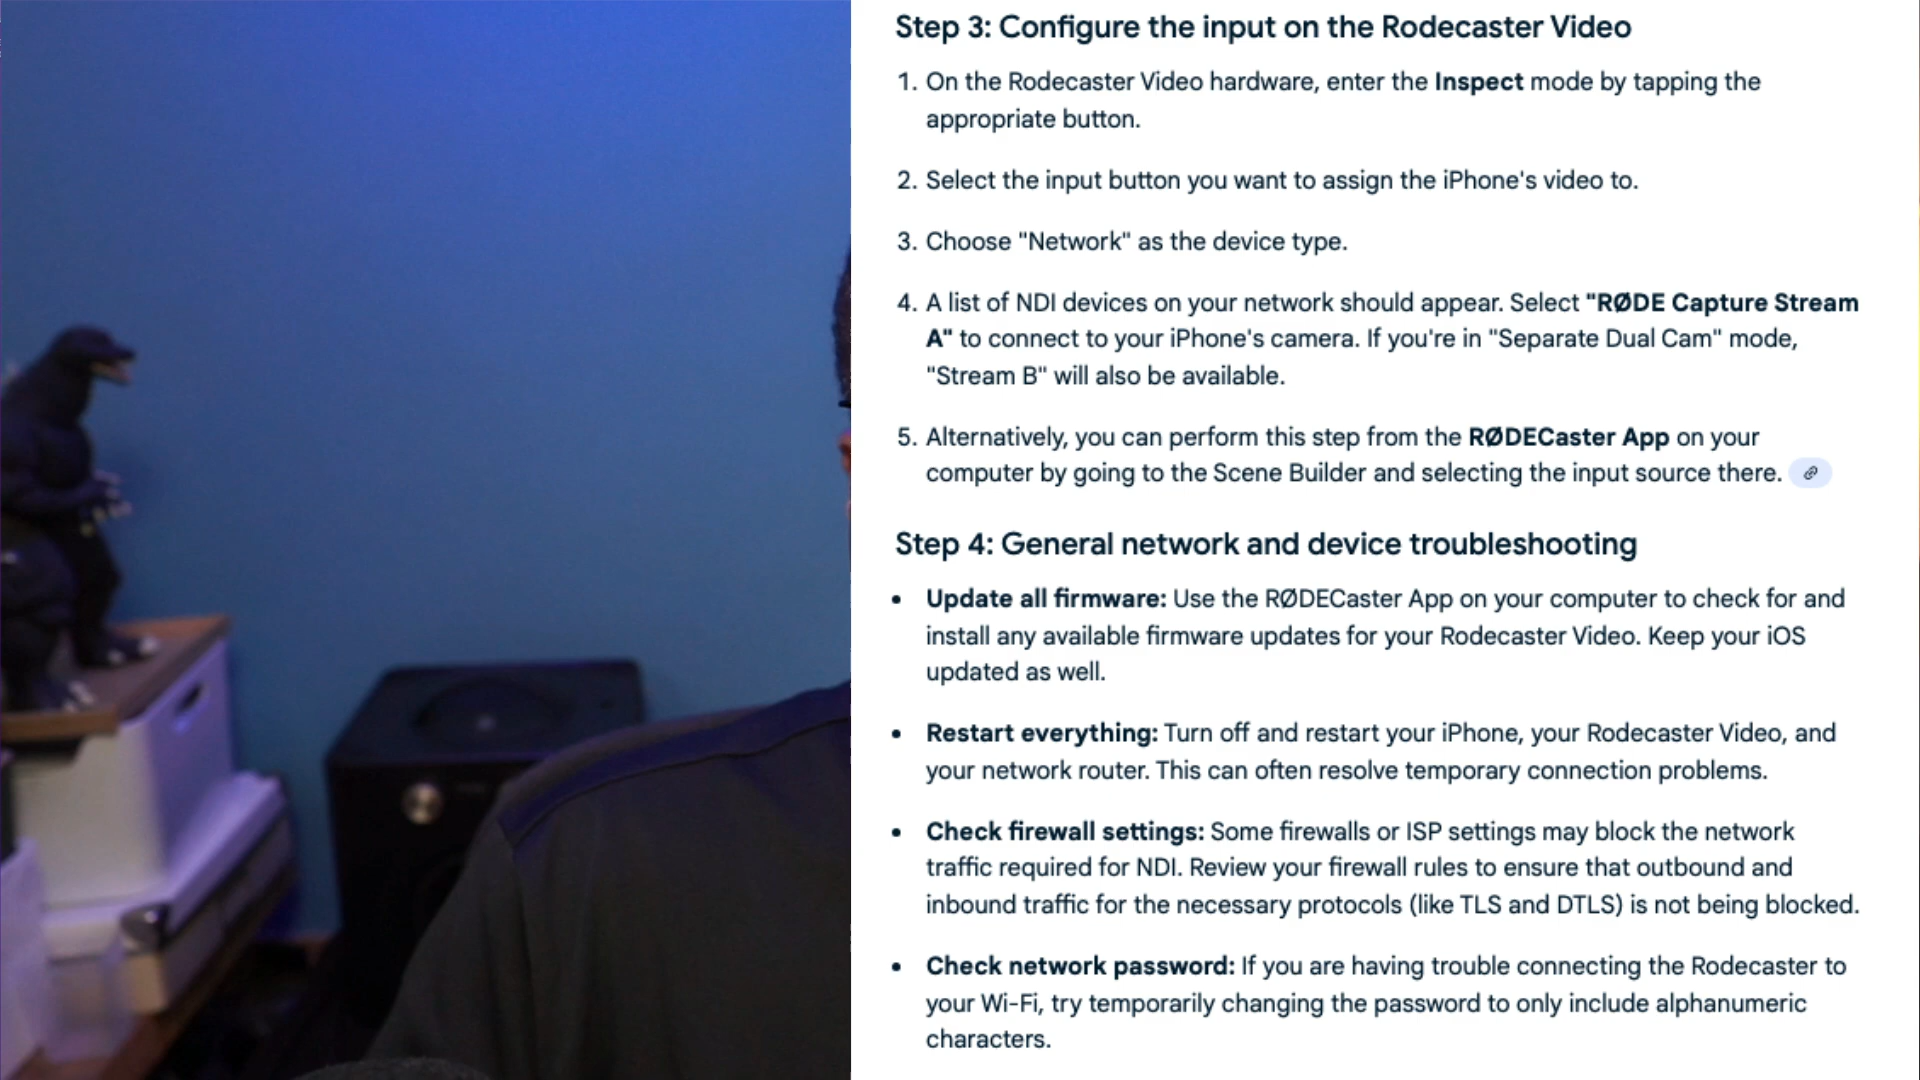 Step 3: Configure the input on the Rodecaster Video
1. On the Rodecaster Video hardware, enter the Inspect mode by tapping the
appropriate button.
2. Select the input button you want to assign the iPhone's video to.
3. Choose "Network" as the device type.
4. A list of NDI devices on your network should appear. Select "RØDE Capture Stream
A" to connect to your iPhone's camera. If you're in "Separate Dual Cam" mode,
"Stream B" will also be available.
5. Alternatively, you can perform this step from the RØDECaster App on your
computer by going to the Scene Builder and selecting the input source there.
Step 4: General network and device troubleshooting
• Update all firmware: Use the RØDECaster App on your computer to check for and
install any available firmware updates for your Rodecaster Video. Keep your iOS
updated as well.
• Restart everything: Turn off and restart your iPhone, your Rodecaster Video, and
your network router. This can often resolve temporary connection problems.
• Check firewall settings: Some firewalls or ISP settings may block the network
traffic required for NDI. Review your firewall rules to ensure that outbound and
inbound traffic for the necessary protocols (like TLS and DTLS) is not being blocked.
• Check network password: If you are having trouble connecting the Rodecaster to
your Wi-Fi, try temporarily changing the password to only include alphanumeric
characters.